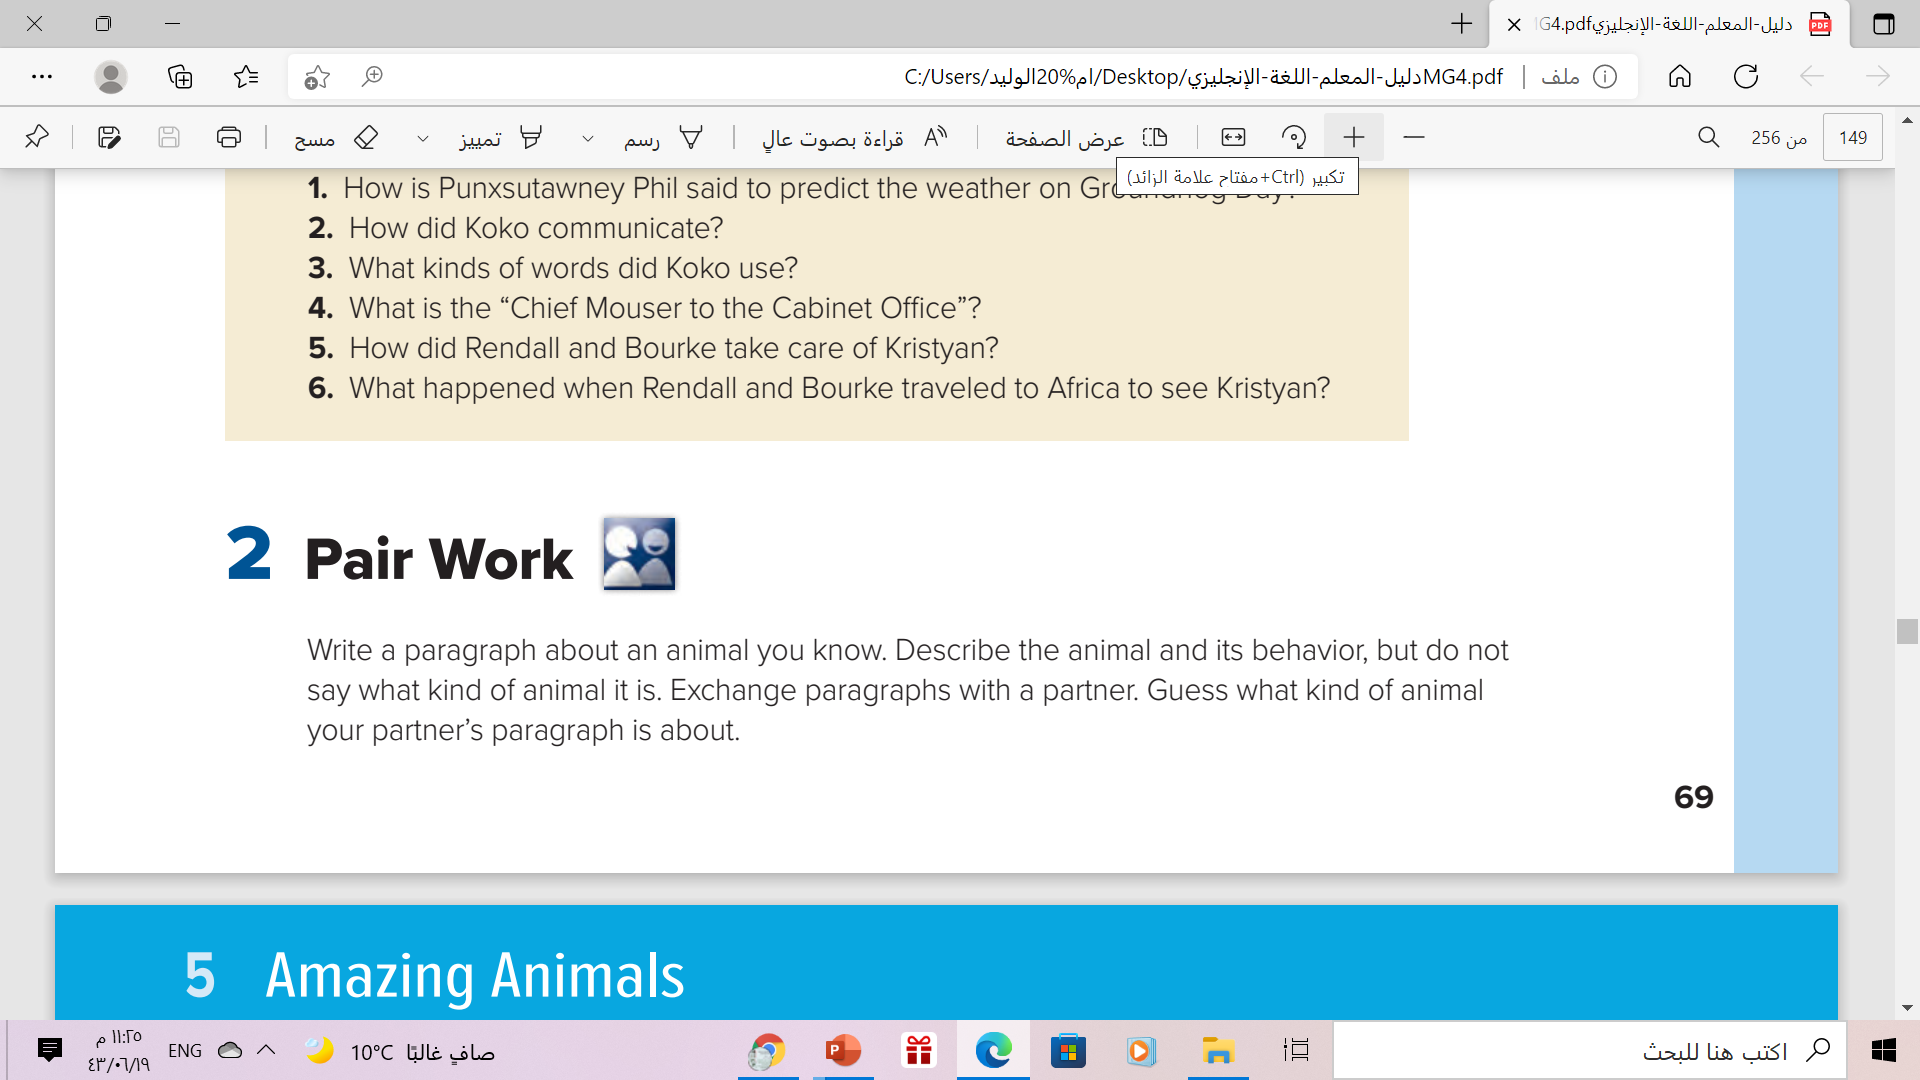 دليل-المعلم-اللغة-الإنجليزيMG4.pdf
C:/Users/ام%20الوليد/Desktop/دليل-المعلم-اللغة-الإنجليزيMG4.pdf
ملف
149
من 256
عرض الصفحة
قراءة بصوت عالٍ
رسم
تمييز
مسح
تكبير (Ctrl+مفتاح علامة الزائد)
1. How is Punxsutawney Phil said to predict the weather on Groundhog Day?
2. How did Koko communicate?
3. What kinds of words did Koko use?
4. What is the “Chief Mouser to the Cabinet Office”?
5. How did Rendall and Bourke take care of Kristyan?
6. What happened when Rendall and Bourke traveled to Africa to see Kristyan?
2 Pair Work
Write a paragraph about an animal you know. Describe the animal and its behavior, but do not
say what kind of animal it is. Exchange paragraphs with a partner. Guess what kind of animal
your partner’s paragraph is about.
69
5 Amazing Animals
اكتب هنا للبحث
10°C صافٍ غالبًا
ENG
١١:٢٥ م
٤٣/٠٦/١٩